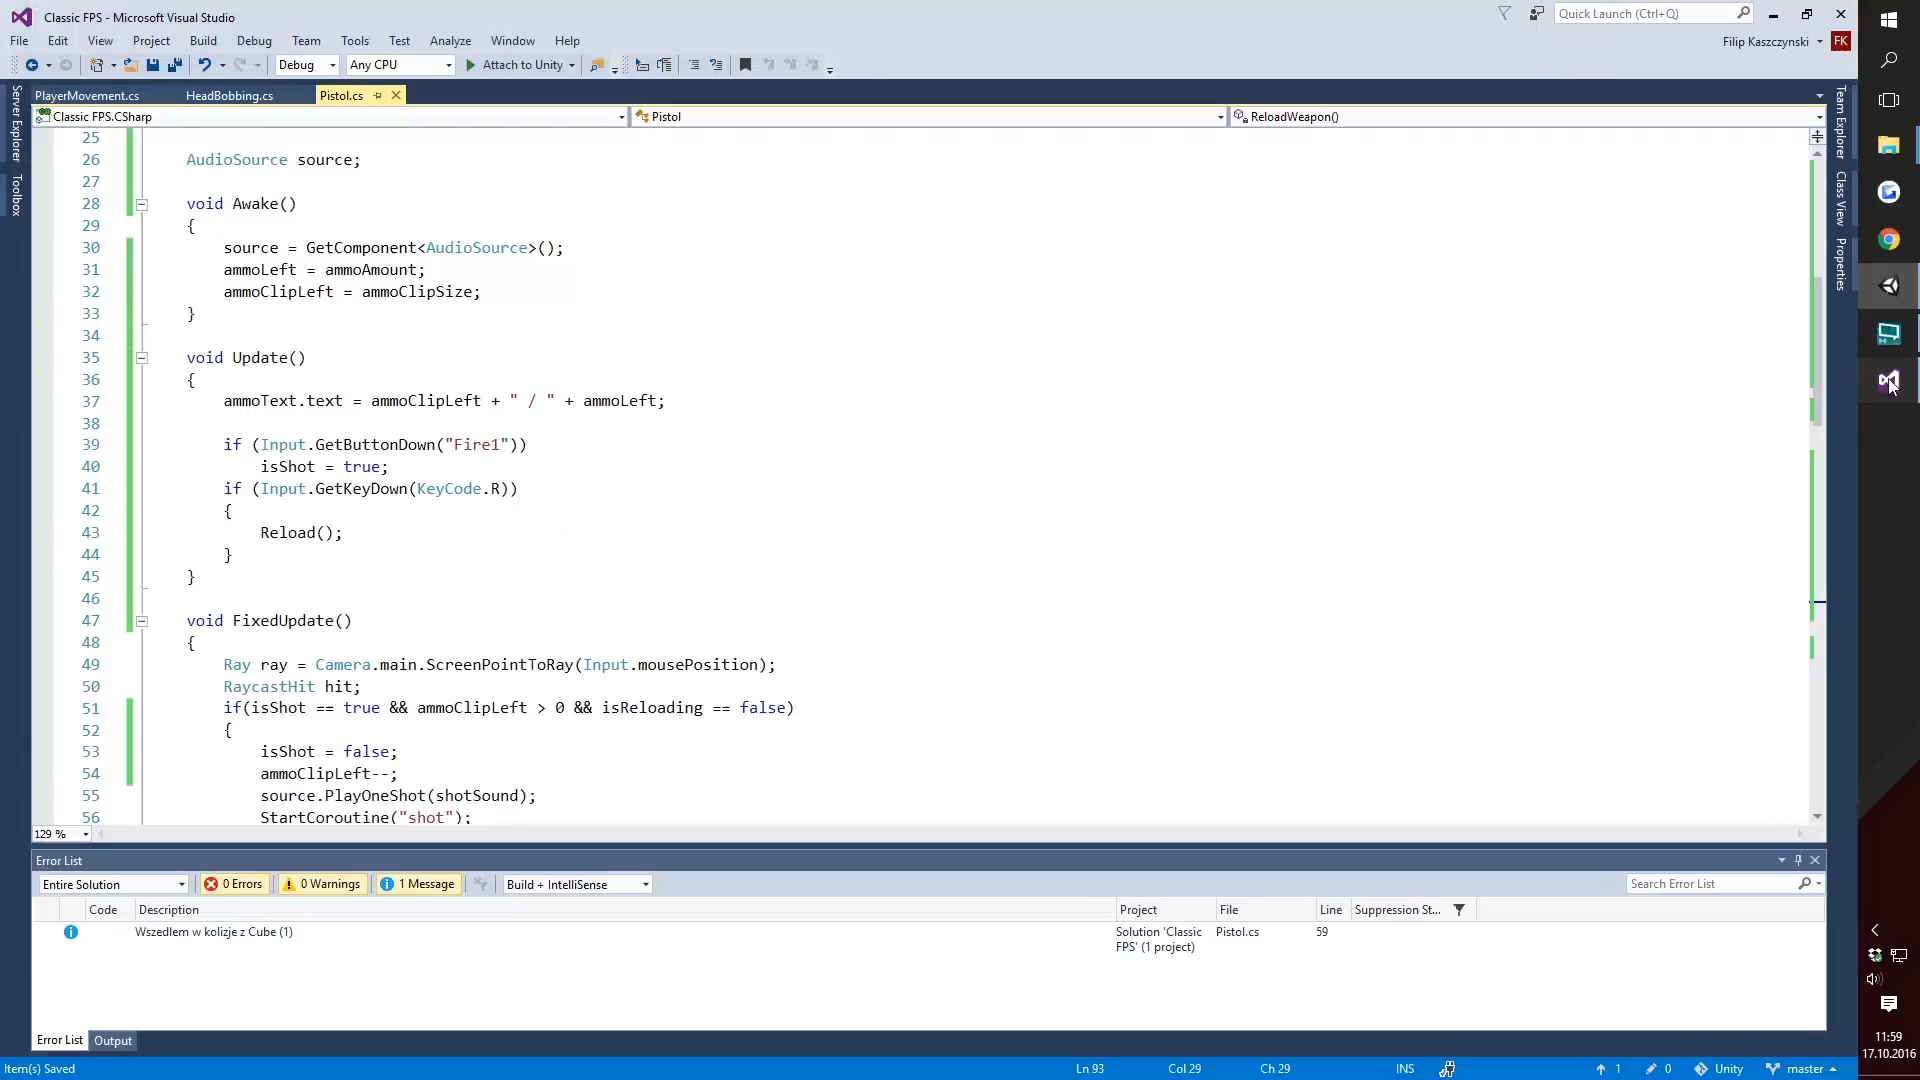 Classic FPS - Microsoft Visual Studio
Quick Launch (Ctrl+Q)
File Edit View Project Build Debug Team Tools Test Analyze Window Help
Filip Kaszczynski FK
Debug Any CPU Attach to Unity
PlayerMovement.cs HeadBobbing.cs Pistol.cs
Classic FPS.CSharp Pistol ReloadWeapon()
Server Explorer
Toolbox
Team Explorer
Class View
Properties
25
26 AudioSource source;
27
28 void Awake()
29 {
30 source = GetComponent<AudioSource>();
31 ammoLeft = ammoAmount;
32 ammoClipLeft = ammoClipSize;
33 }
34
35 void Update()
36 {
37 ammoText.text = ammoClipLeft + " / " + ammoLeft;
38
39 if (Input.GetButtonDown("Fire1"))
40 isShot = true;
41 if (Input.GetKeyDown(KeyCode.R))
42 {
43 Reload();
44 }
45 }
46
47 void FixedUpdate()
48 {
49 Ray ray = Camera.main.ScreenPointToRay(Input.mousePosition);
50 RaycastHit hit;
51 if(isShot == true && ammoClipLeft > 0 && isReloading == false)
52 {
53 isShot = false;
54 ammoClipLeft--;
55 source.PlayOneShot(shotSound);
56 StartCoroutine("shot");
129 %
Error List
Entire Solution 0 Errors 0 Warnings 1 Message Build + IntelliSense Search Error List
Code Description Project File Line Suppression St...
Wszedlem w kolizje z Cube (1) Solution 'Classic Pistol.cs 59
FPS' (1 project)
Error List Output
Item(s) Saved Ln 93 Col 29 Ch 29 INS 1 0 Unity master
11:59
17.10.2016